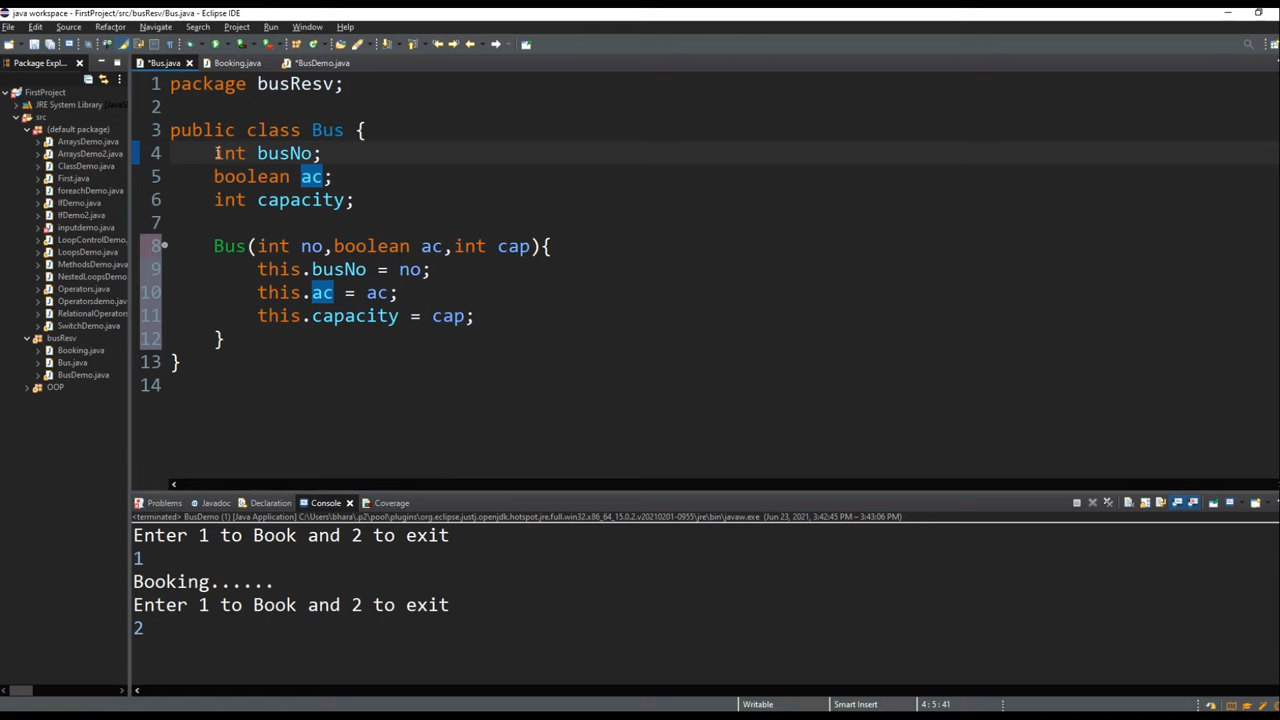 java workspace - FirstProject/src/busResv/Bus.java - Eclipse IDE
File Edit Source Refactor Navigate Search Project Run Window Help
Package Expl...
*Bus.java
Booking.java
*BusDemo.java
FirstProject
JRE System Library
src
(default package)
ArraysDemo.java
ArraysDemo2.java
ClassDemo.java
First.java
foreachDemo.java
IfDemo.java
IfDemo2.java
inputdemo.java
LoopControlDemo.
LoopsDemo.java
MethodsDemo.java
NestedLoopsDemo
Operators.java
Operatorsdemo.java
RelationalOperators
SwitchDemo.java
busResv
Booking.java
Bus.java
BusDemo.java
OOP
1 package busResv;
2
3 public class Bus {
4 int busNo;
5 boolean ac;
6 int capacity;
7
8 Bus(int no,boolean ac,int cap){
9 this.busNo = no;
10 this.ac = ac;
11 this.capacity = cap;
12 }
13 }
14
Problems Javadoc Declaration Console Coverage
<terminated> BusDemo (1) [Java Application] C:\Users\bhara\.p2\pool\plugins\org.eclipse.justj.openjdk.hotspot.jre.full.win32.x86_64_15.0.2.v20210201-0955\jre\bin\javaw.exe (Jun 23, 2021, 3:42:45 PM – 3:43:06 PM)
Enter 1 to Book and 2 to exit
1
Booking......
Enter 1 to Book and 2 to exit
2
Writable Smart Insert 4 : 5 : 41